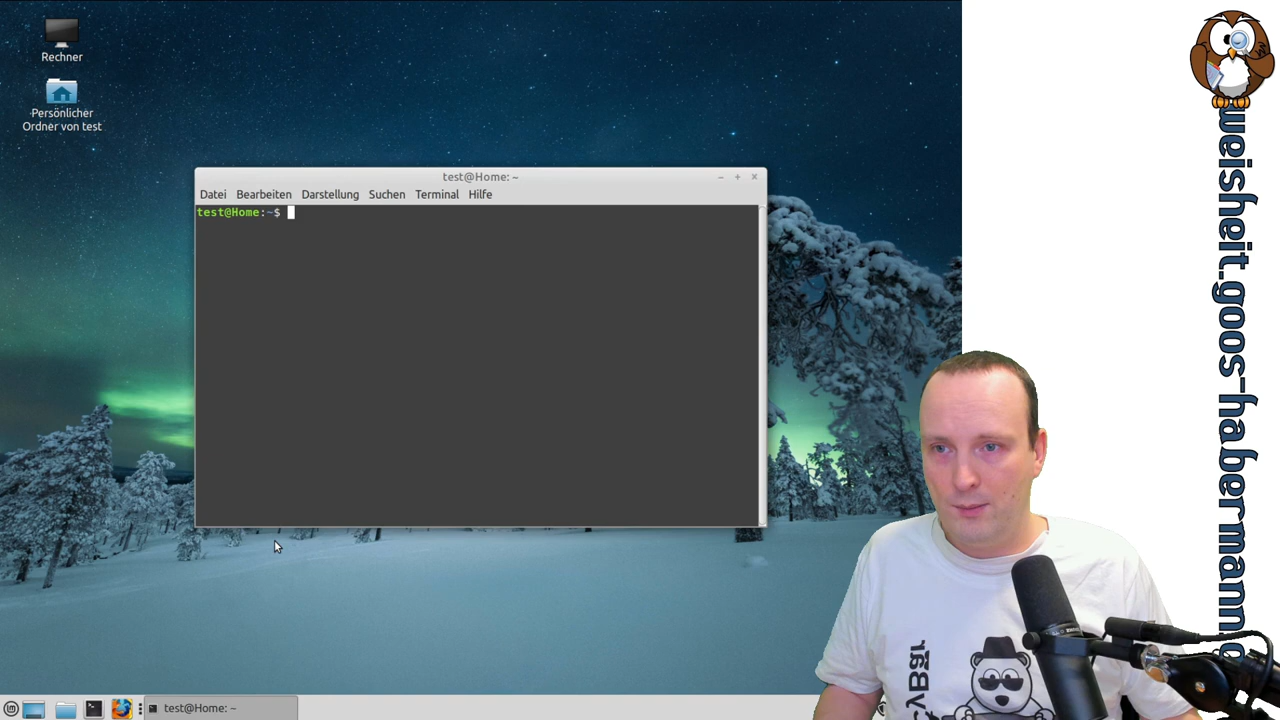 Rechner
Persönlicher
Ordner von test
test@Home: ~
Datei Bearbeiten Darstellung Suchen Terminal Hilfe
test@Home:~$
test@Home: ~
weisheit.goos-habermann.